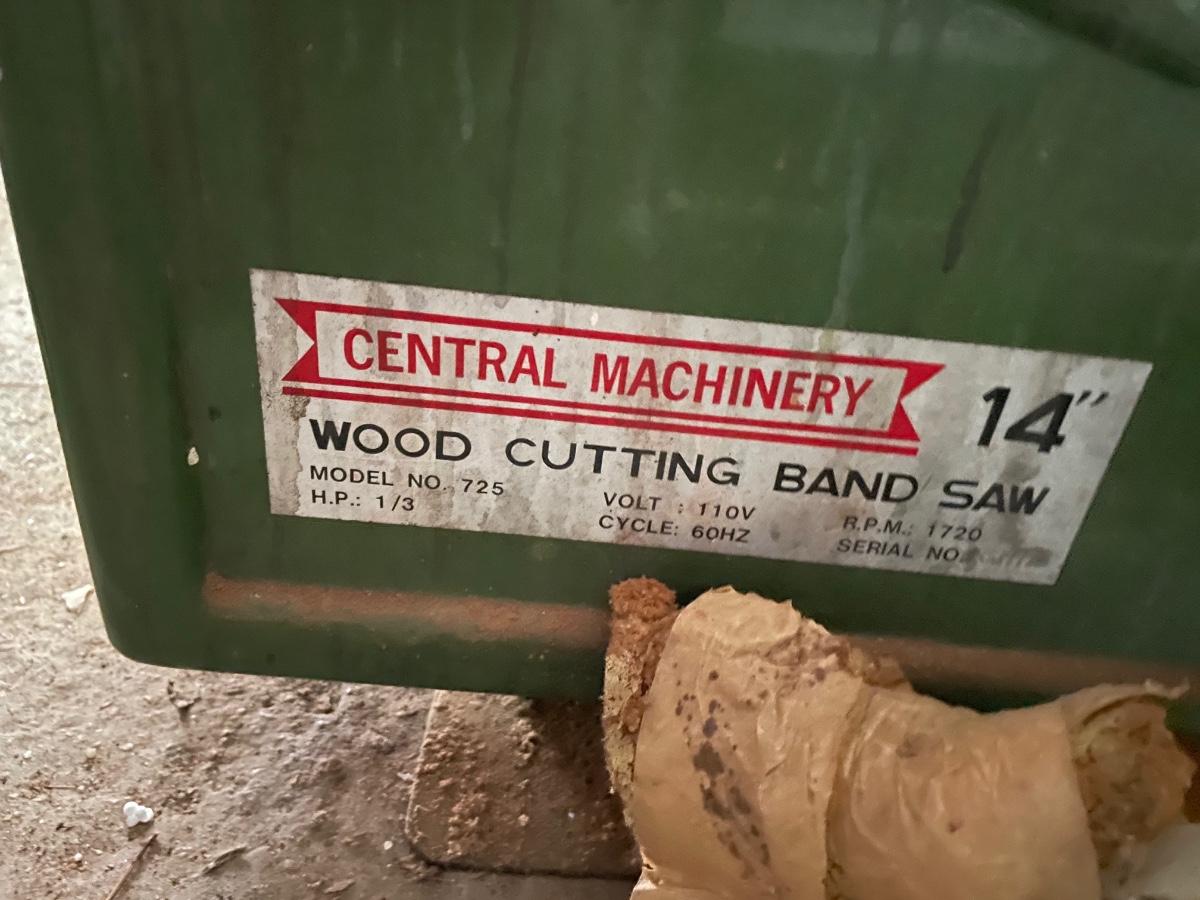 CENTRAL MACHINERY 14"
WOOD CUTTING BAND SAW
MODEL NO. 725 VOLT : 110V R.P.M.: 1720
H.P.: 1/3 CYCLE: 60HZ SERIAL NO.